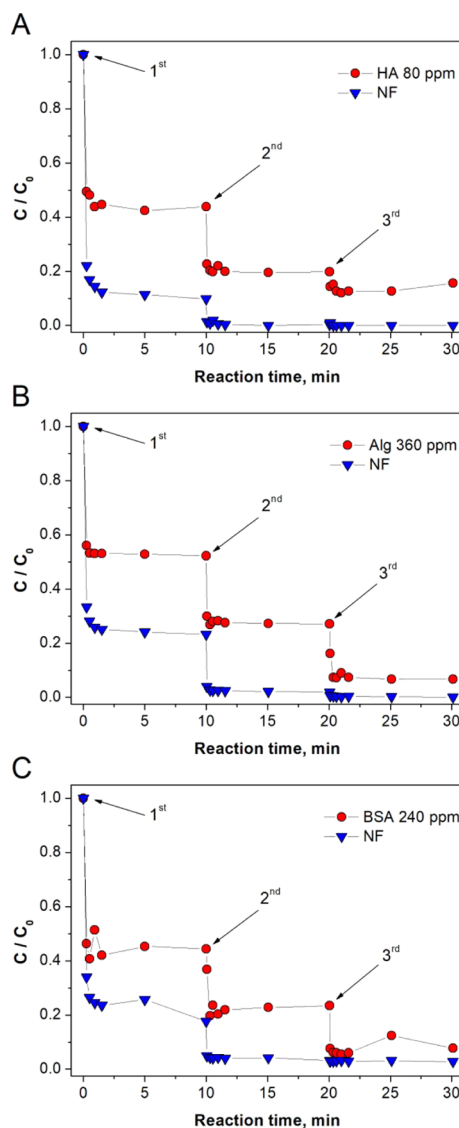 A
1st
HA 80 ppm
NF
2nd
3rd
C / C0
1.0
0.8
0.6
0.4
0.2
0.0
0
5
10
15
20
25
30
Reaction time, min
B
1st
Alg 360 ppm
NF
2nd
3rd
C / C0
1.0
0.8
0.6
0.4
0.2
0.0
0
5
10
15
20
25
30
Reaction time, min
C
1st
BSA 240 ppm
NF
2nd
3rd
C / C0
1.0
0.8
0.6
0.4
0.2
0.0
0
5
10
15
20
25
30
Reaction time, min